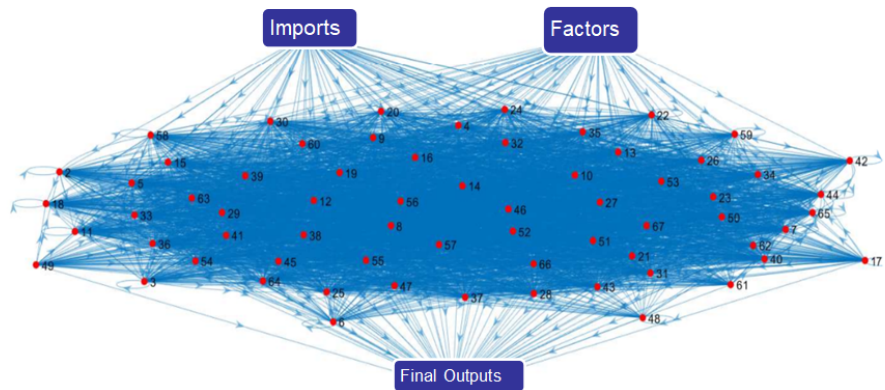 Imports Factors
20 24
30 4 22
58 9 35 59
60 32
15 16 13 26 42
2 39 19 10 34
5 14 53
63 12 56 27 23 44
18 33 29 46 65
11 8 67 50 7
36 41 38 57 52 51 62
54 45 55 66 21 40 17
49 31
3 64 47 43 61
25 37 28
6 48
Final Outputs